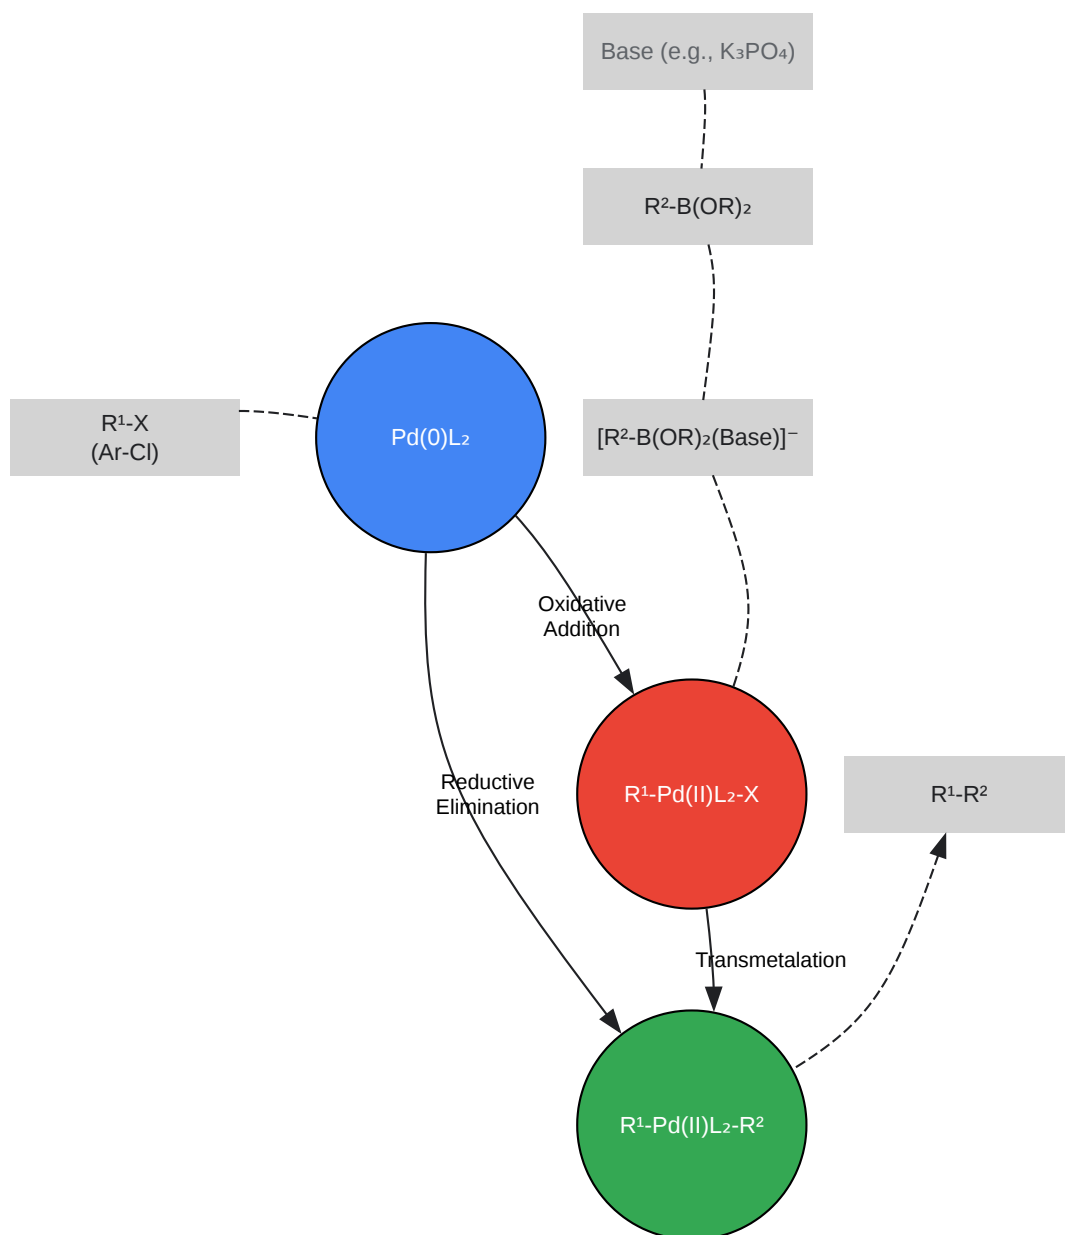 Base (e.g., K₃PO₄)
R²-B(OR)₂
R¹-X
(Ar-Cl)
Pd(0)L₂
[R²-B(OR)₂(Base)]⁻
Oxidative
Addition
Reductive
Elimination
R¹-Pd(II)L₂-X
R¹-R²
Transmetalation
R¹-Pd(II)L₂-R²